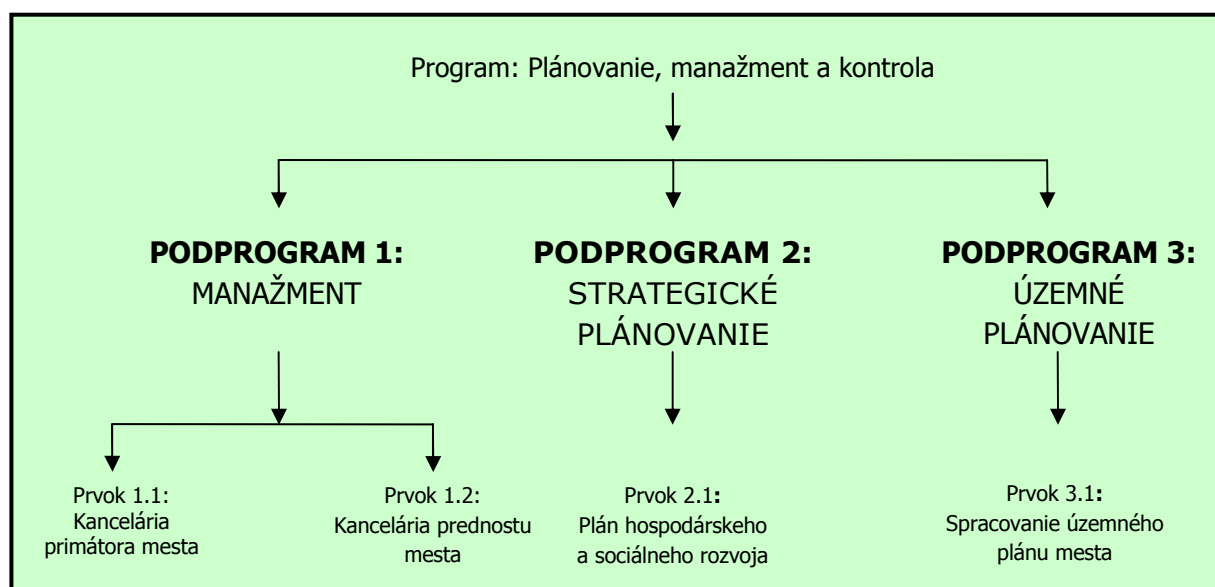 Program: Plánovanie, manažment a kontrola
PODPROGRAM 1:
MANAŽMENT
PODPROGRAM 2:
STRATEGICKÉ
PLÁNOVANIE
PODPROGRAM 3:
ÚZEMNÉ
PLÁNOVANIE
Prvok 1.1:
Kancelária
primátora mesta
Prvok 1.2:
Kancelária prednostu
mesta
Prvok 2.1:
Plán hospodárskeho
a sociálneho rozvoja
Prvok 3.1:
Spracovanie územného
plánu mesta